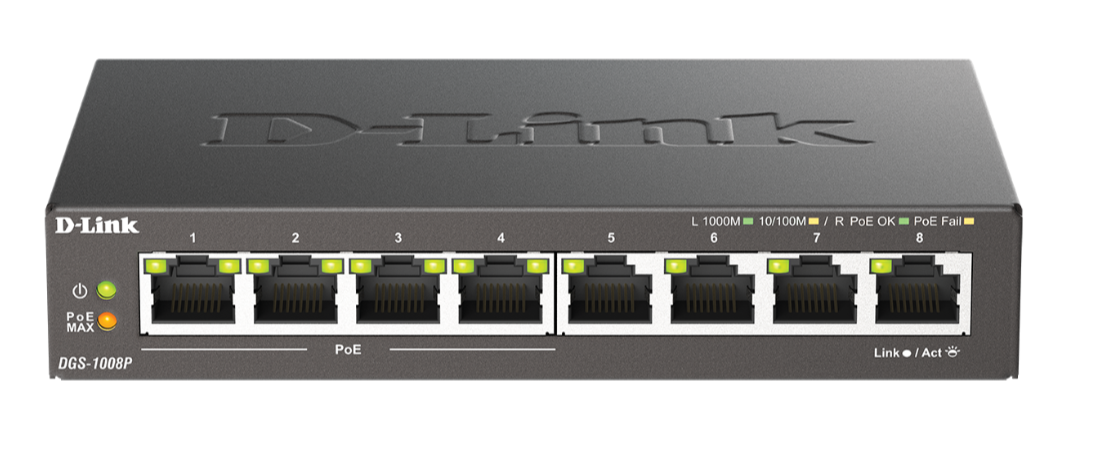 D-Link
D-Link
L 1000M 10/100M / R PoE OK PoE Fail
1 2 3 4 5 6 7 8
PoE
MAX
PoE
DGS-1008P
Link / Act